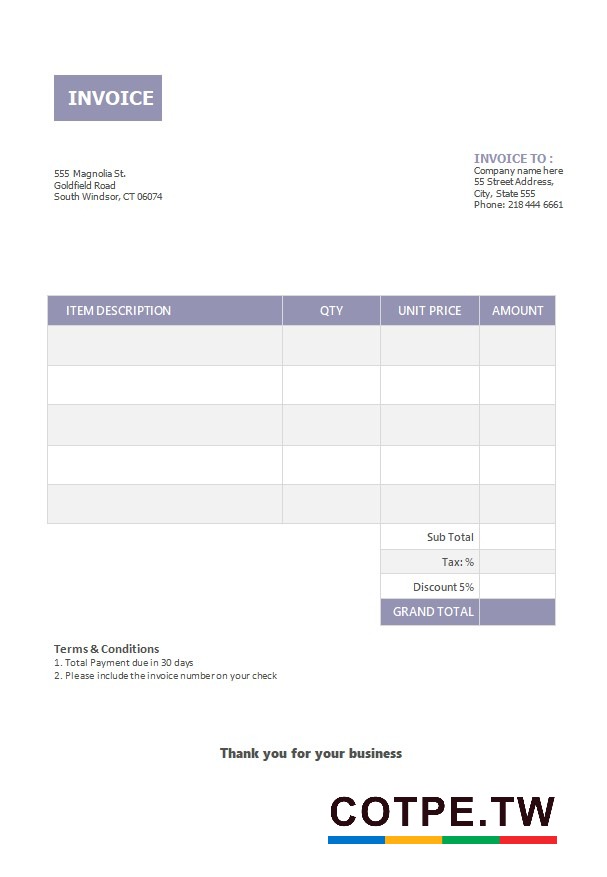 INVOICE
555 Magnolia St.
Goldfield Road
South Windsor, CT 06074
INVOICE TO :
Company name here
55 Street Address,
City, State 555
Phone: 218 444 6661
ITEM DESCRIPTION QTY UNIT PRICE AMOUNT
Sub Total
Tax: %
Discount 5%
GRAND TOTAL
Terms & Conditions
1. Total Payment due in 30 days
2. Please include the invoice number on your check
Thank you for your business
COTPE.TW